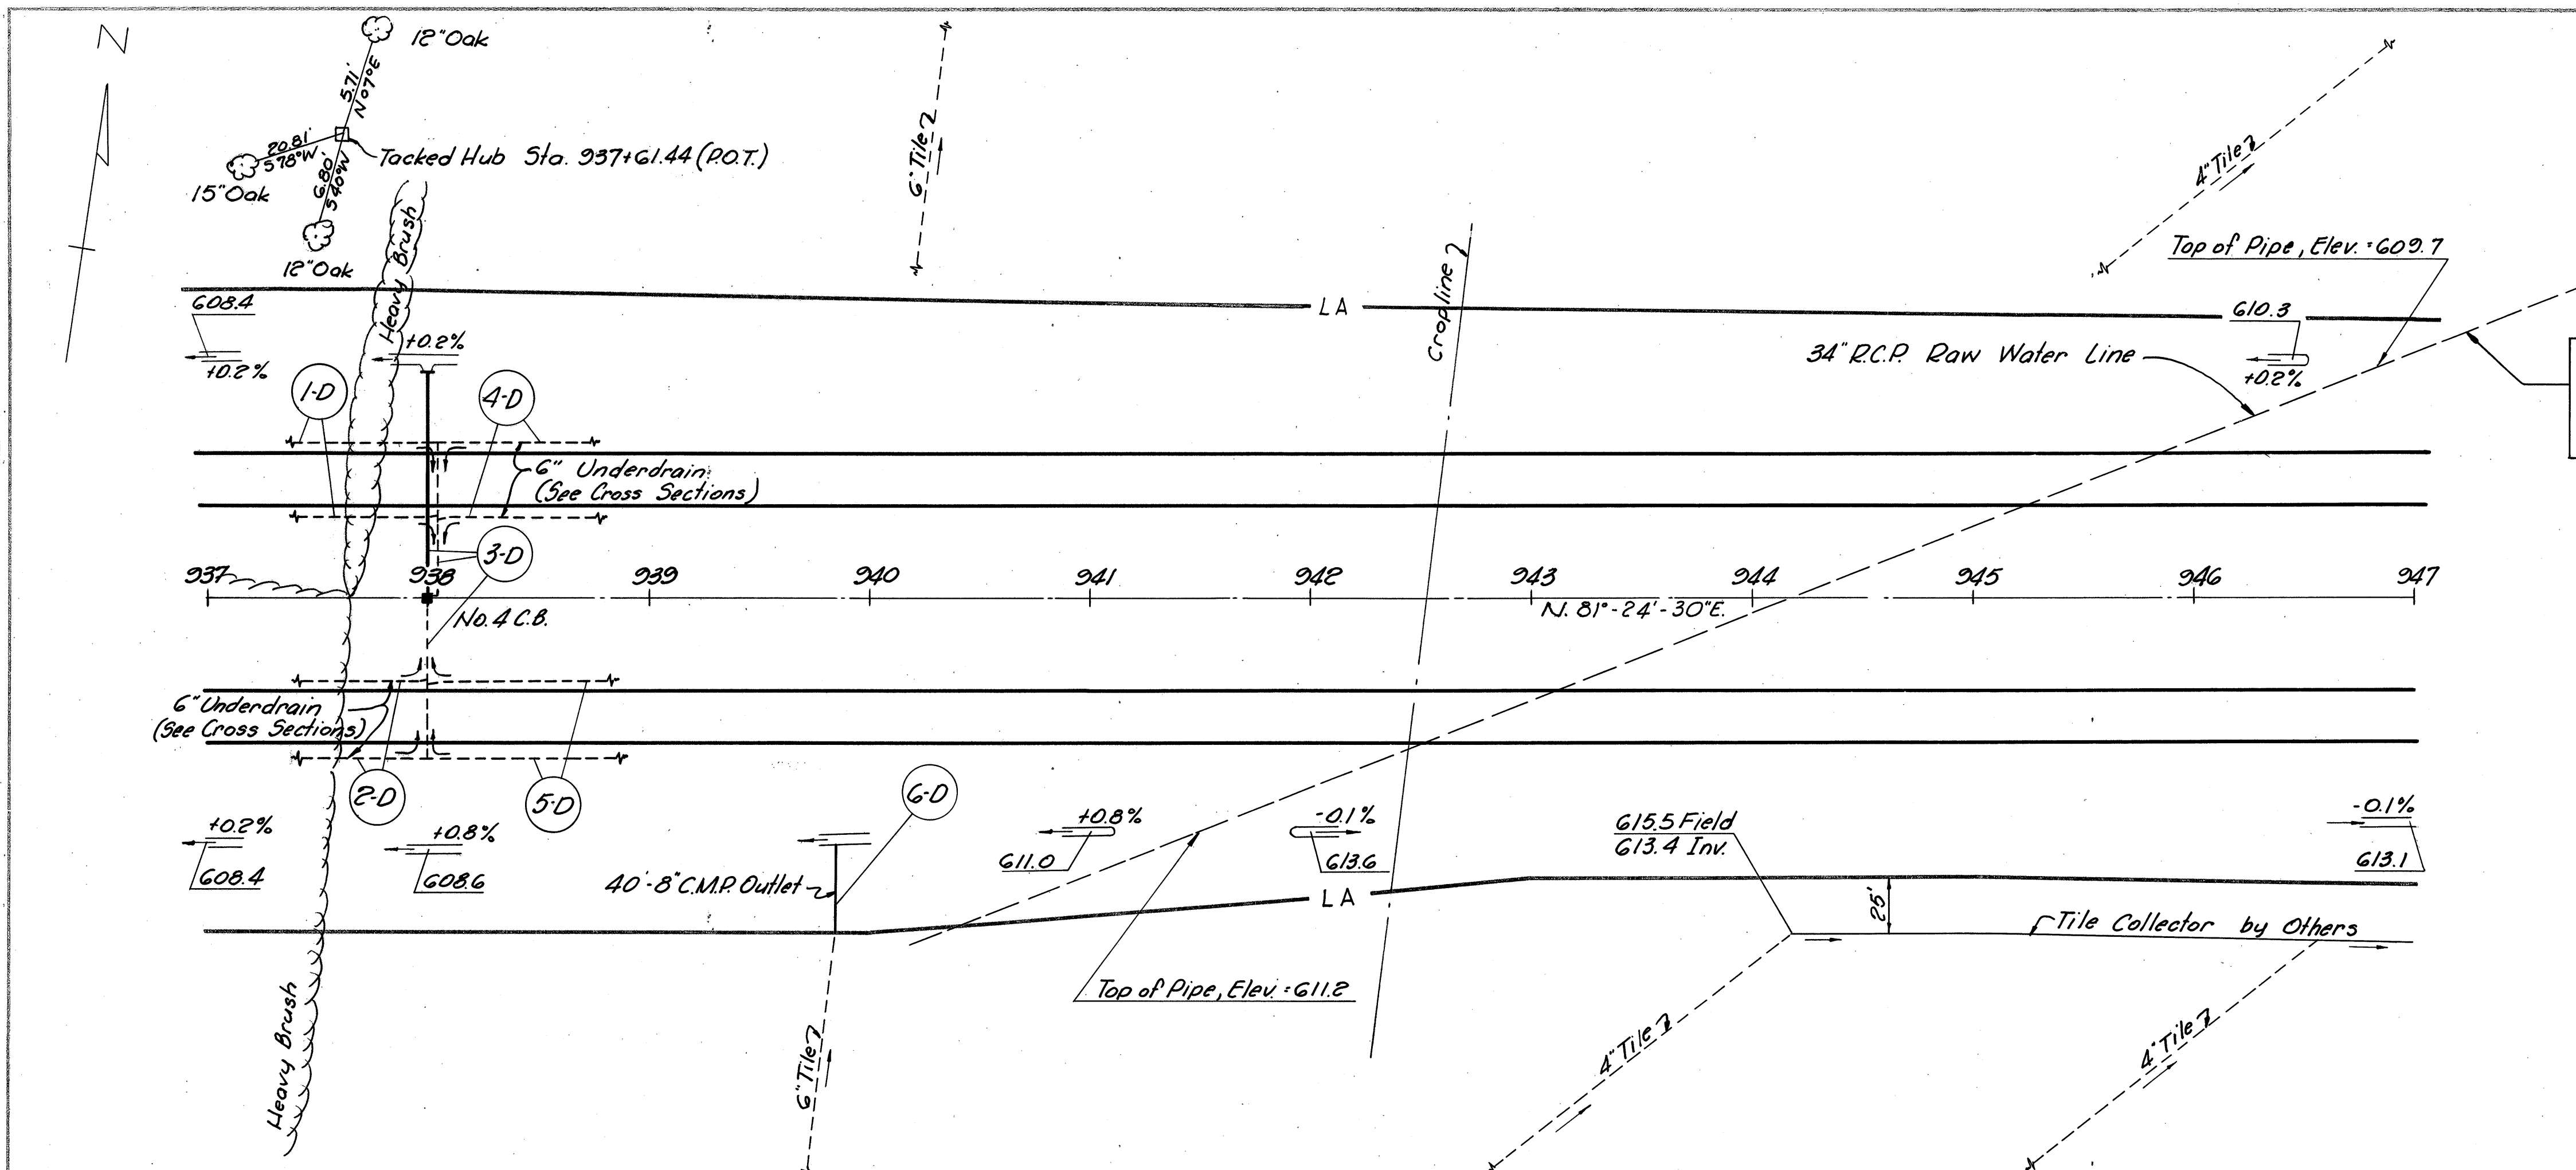 N
12"Oak
5.71'
N07°E
20.81'
S78°W
Tacked Hub Sta. 937+61.44 (P.O.T.)
15"Oak
6.80'
S40°W
12"Oak
Heavy Brush
6" Tile
4" Tile
Top of Pipe, Elev. = 609.7
Cropline
608.4
+0.2%
+0.2%
LA
610.3
+0.2%
34" R.C.P. Raw Water Line
1-D
4-D
6" Underdrain
(See Cross Sections)
3-D
937
938
939
940
941
942
943
944
945
946
947
N. 81°-24'-30"E.
No. 4 C.B.
6" Underdrain
(See Cross Sections)
2-D
5-D
6-D
+0.2%
608.4
+0.8%
608.6
40'-8" C.M.P. Outlet
+0.8%
611.0
-0.1%
613.6
615.5 Field
613.4 Inv.
-0.1%
613.1
LA
25'
Tile Collector by Others
Top of Pipe, Elev. = 611.2
Heavy Brush
6" Tile
4" Tile
4" Tile